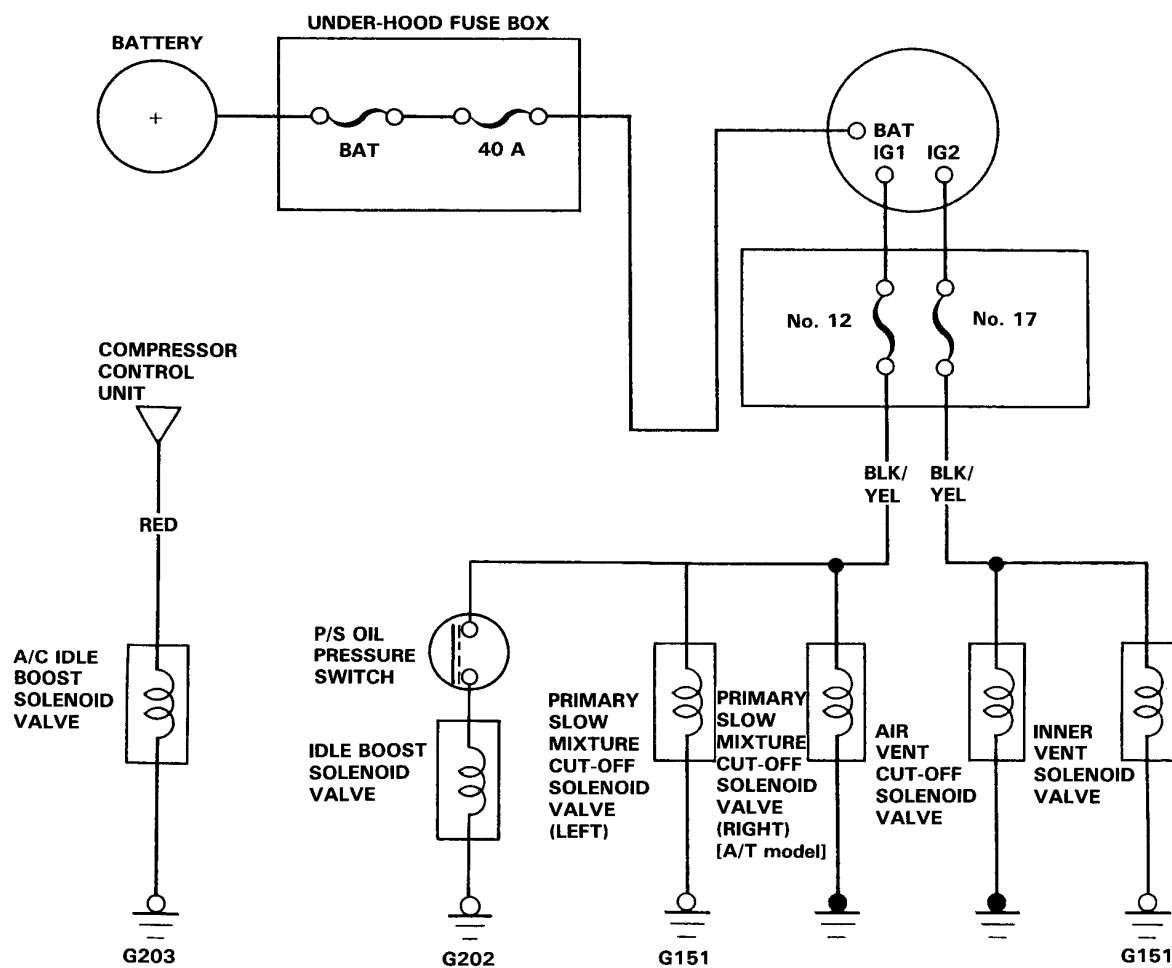 UNDER-HOOD FUSE BOX
BATTERY
+
BAT
40 A
BAT
IG1
IG2
No. 12
No. 17
COMPRESSOR
CONTROL
UNIT
BLK/
YEL
BLK/
YEL
RED
P/S OIL
PRESSURE
SWITCH
A/C IDLE
BOOST
SOLENOID
VALVE
IDLE BOOST
SOLENOID
VALVE
PRIMARY
SLOW
MIXTURE
CUT-OFF
SOLENOID
VALVE
(LEFT)
PRIMARY
SLOW
MIXTURE
CUT-OFF
SOLENOID
VALVE
(RIGHT)
[A/T model]
AIR
VENT
CUT-OFF
SOLENOID
VALVE
INNER
VENT
SOLENOID
VALVE
G203
G202
G151
G151